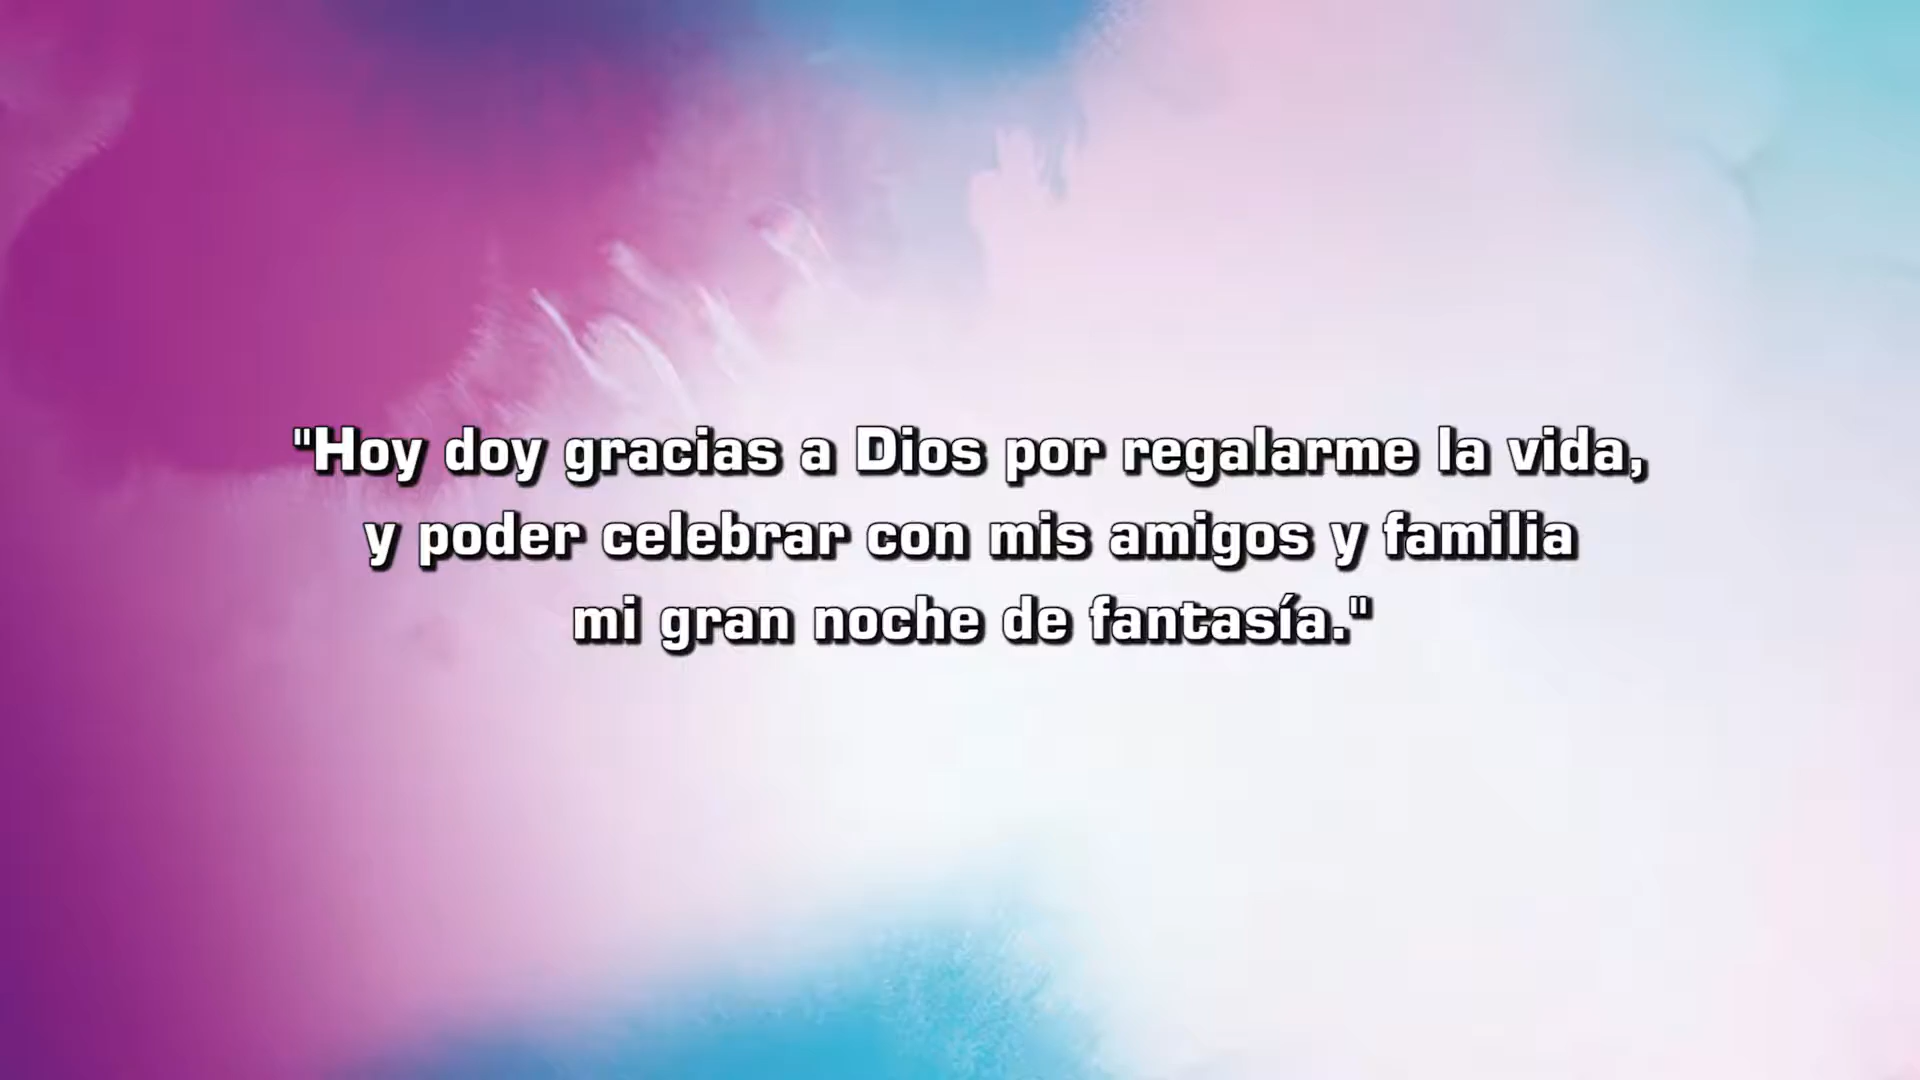 "Hoy doy gracias a Dios por regalarme la vida,
y poder celebrar con mis amigos y familia
mi gran noche de fantasía."